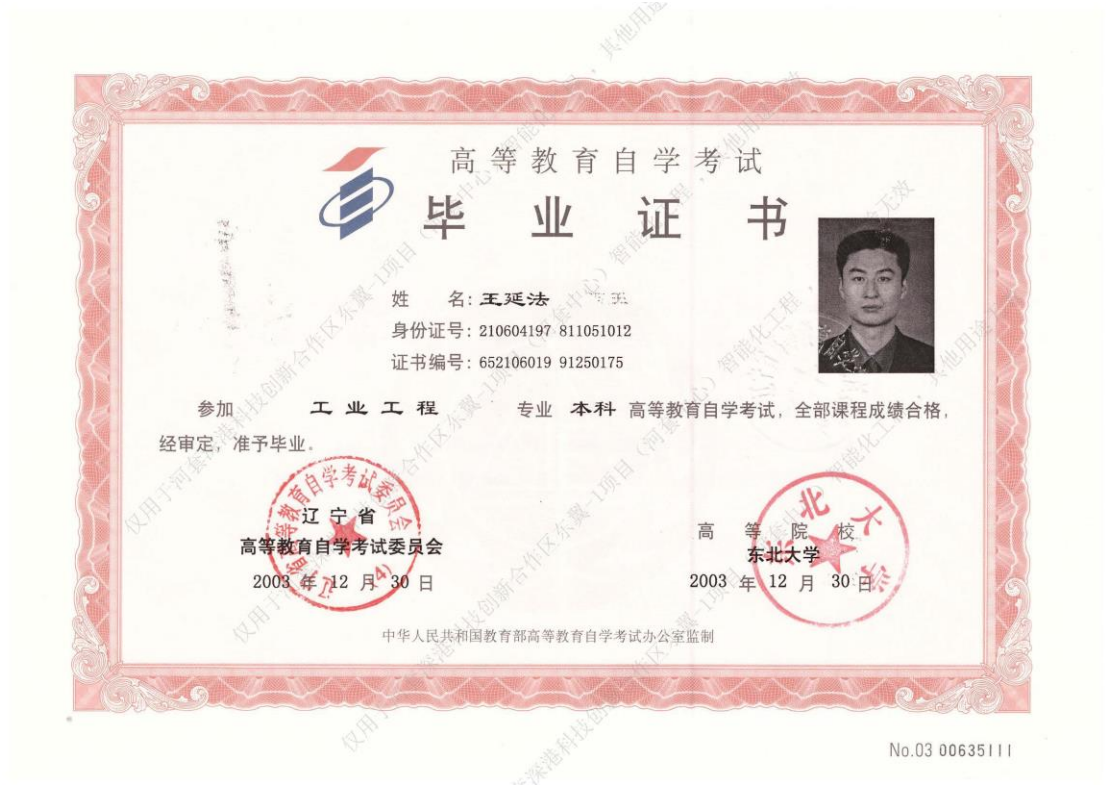 高等教育自学考试
毕业证书
姓 名: 王延法
身份证号: 210604197 811051012
证书编号: 652106019 91250175
参加 工业工程 专业 本科 高等教育自学考试, 全部课程成绩合格,
经审定, 准予毕业。
辽宁省
高等教育自学考试委员会
2003 年 12 月 30 日
高等院校
东北大学
2003 年 12 月 30 日
中华人民共和国教育部高等教育自学考试办公室监制
No.03 00635111